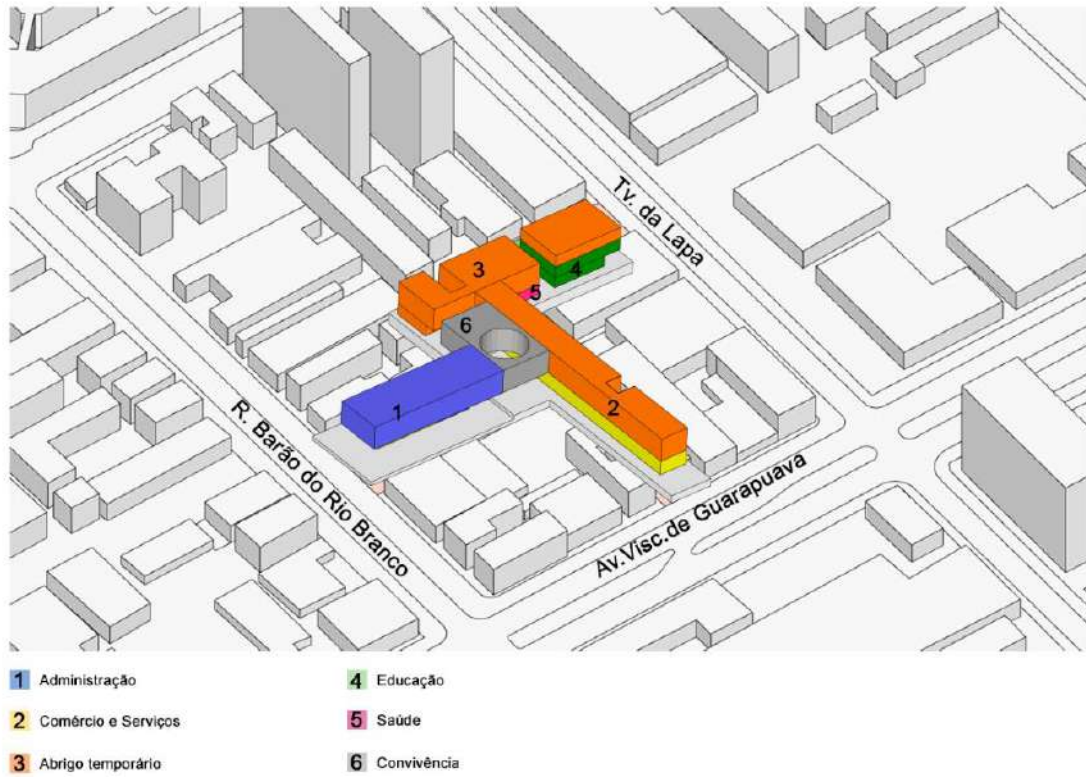 Tv. da Lapa
3
4
5
6
1
2
R. Barão do Rio Branco
Av.Visc.de Guarapuava
1 Administração
2 Comércio e Serviços
3 Abrigo temporário
4 Educação
5 Saúde
6 Convivência